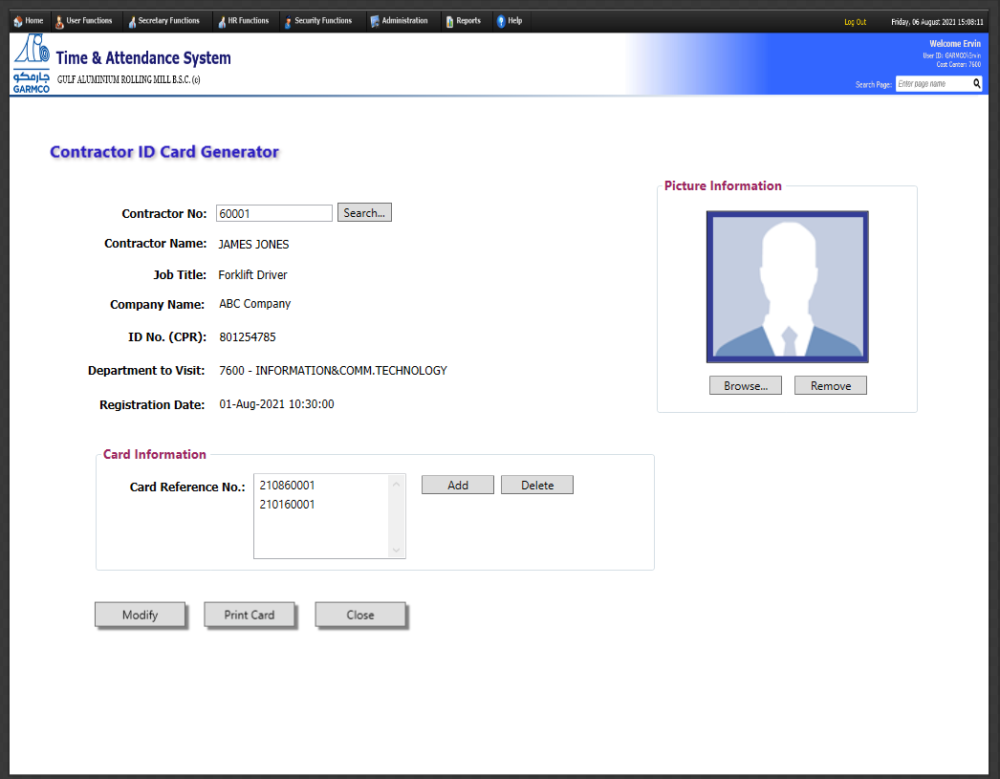 Home User Functions Secretary Functions HR Functions Security Functions Administration Reports Help Log Out Friday, 06 August 2021 15:08:11
جارمكو
GARMCO
Time & Attendance System
GULF ALUMINIUM ROLLING MILL B.S.C. (c)
Welcome Ervin
User ID: GARMCO\Ervin
Cost Center: 7600
Search Page: Enter page name
Contractor ID Card Generator
Contractor No: 60001 Search...
Contractor Name: JAMES JONES
Job Title: Forklift Driver
Company Name: ABC Company
ID No. (CPR): 801254785
Department to Visit: 7600 - INFORMATION&COMM.TECHNOLOGY
Registration Date: 01-Aug-2021 10:30:00
Picture Information
Browse... Remove
Card Information
Card Reference No.: 210860001 Add Delete
210160001
Modify Print Card Close